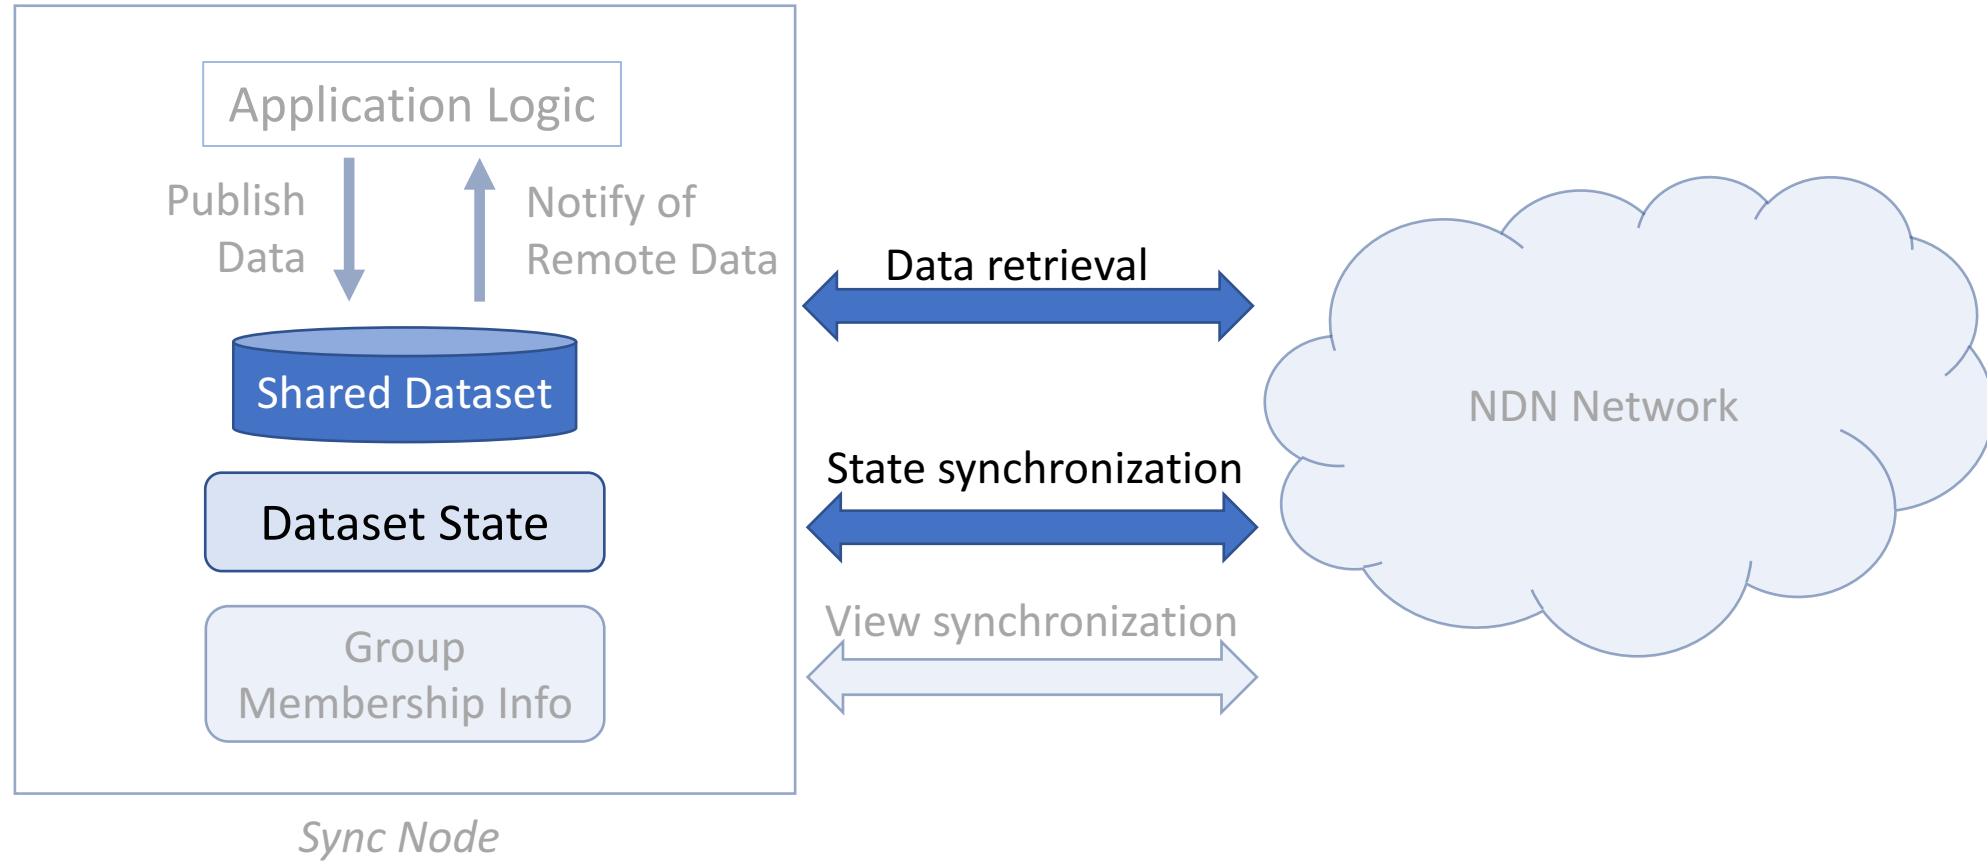 Application Logic
Publish
Data
Notify of
Remote Data
Shared Dataset
Dataset State
Group
Membership Info
Sync Node
Data retrieval
State synchronization
View synchronization
NDN Network